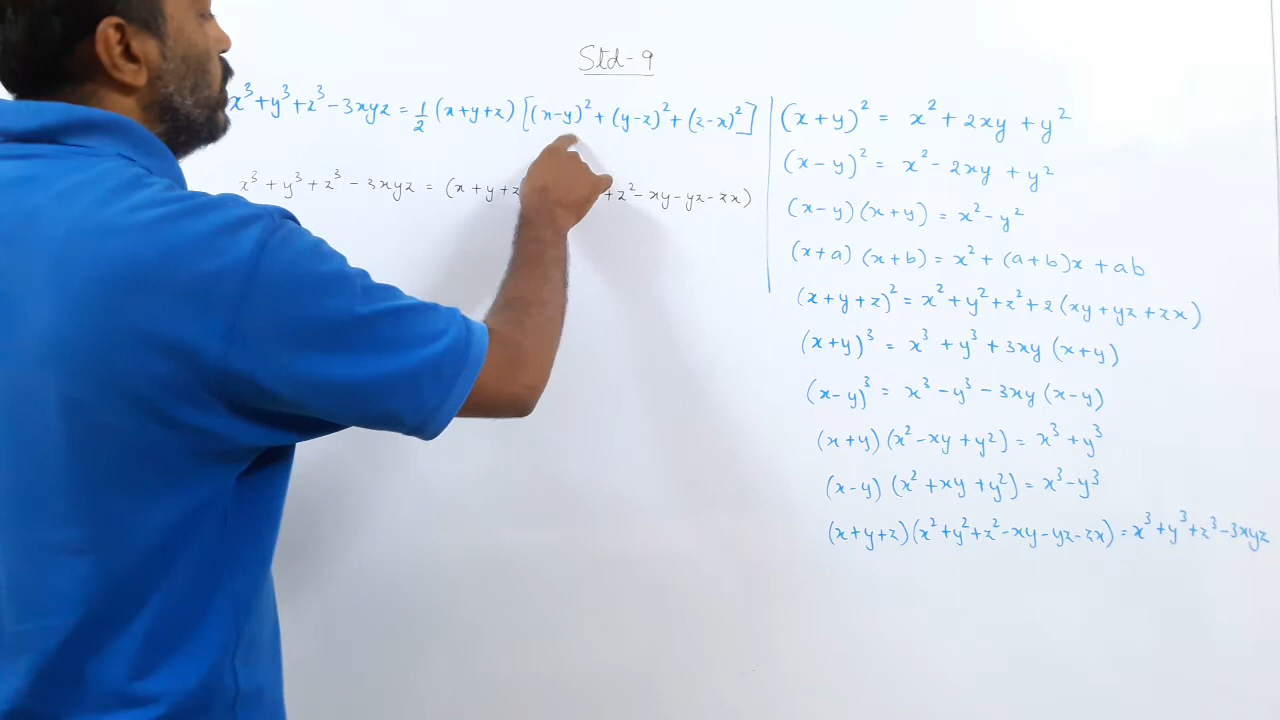 Std-9
x³+y³+z³-3xyz = 1/2 (x+y+z) [(x-y)²+(y-z)²+(z-x)²]
x³+y³+z³-3xyz = (x+y+z +z²-xy-yz-zx)
(x+y)² = x²+2xy+y²
(x-y)² = x²-2xy+y²
(x-y)(x+y) = x²-y²
(x+a)(x+b) = x²+(a+b)x+ab
(x+y+z)² = x²+y²+z²+2(xy+yz+zx)
(x+y)³ = x³+y³+3xy(x+y)
(x-y)³ = x³-y³-3xy(x-y)
(x+y)(x²-xy+y²) = x³+y³
(x-y)(x²+xy+y²) = x³-y³
(x+y+z)(x²+y²+z²-xy-yz-zx) = x³+y³+z³-3xyz